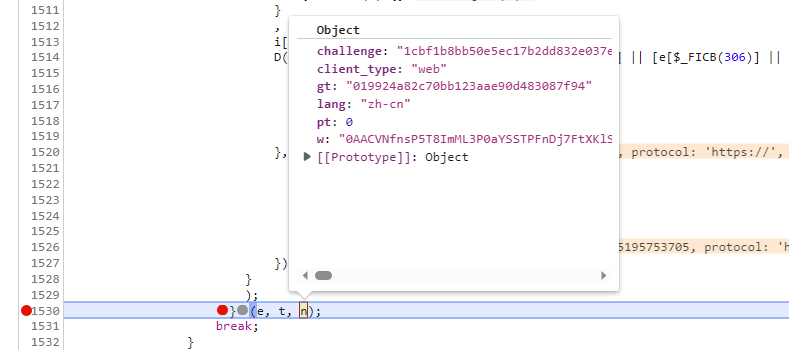 1511 }
1512 ,
1513 i[
1514 D( ] || [e[$_FICB(306)] ||
1515
1516
1517
1518
1519
1520 }, , protocol: 'https://',
1521
1522
1523
1524
1525
1526 5195753705, protocol: 'h
1527 })
1528 }
1529 );
1530 } (e, t, n);
1531 break;
1532 }
Object
challenge: "1cbf1b8bb50e5ec17b2dd832e037e
client_type: "web"
gt: "019924a82c70bb123aae90d483087f94"
lang: "zh-cn"
pt: 0
w: "0AACVNfnsP5T8ImML3P0aYSSTPFnDj7FtXKlS
[[Prototype]]: Object